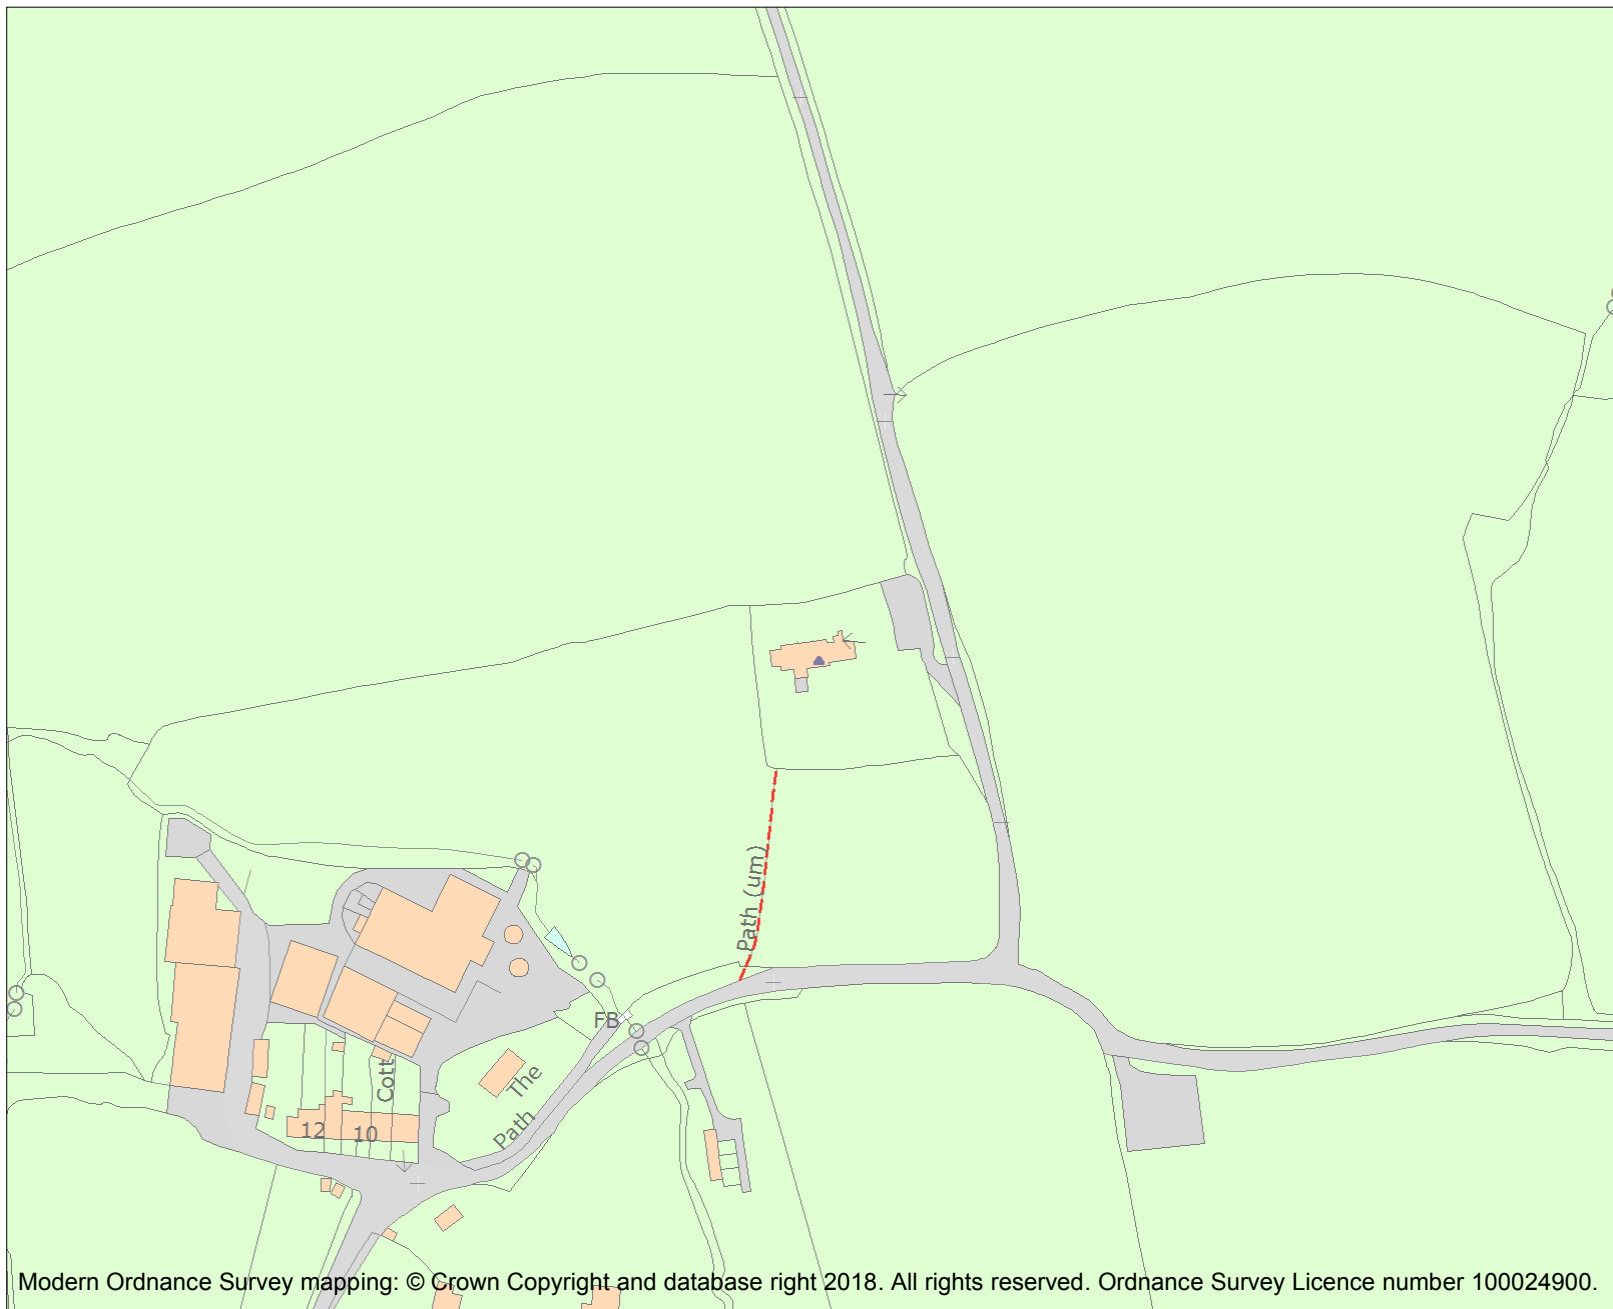 Path (um)
FB
The
Cott
Path
12
10
Modern Ordnance Survey mapping: © Crown Copyright and database right 2018. All rights reserved. Ordnance Survey Licence number 100024900.